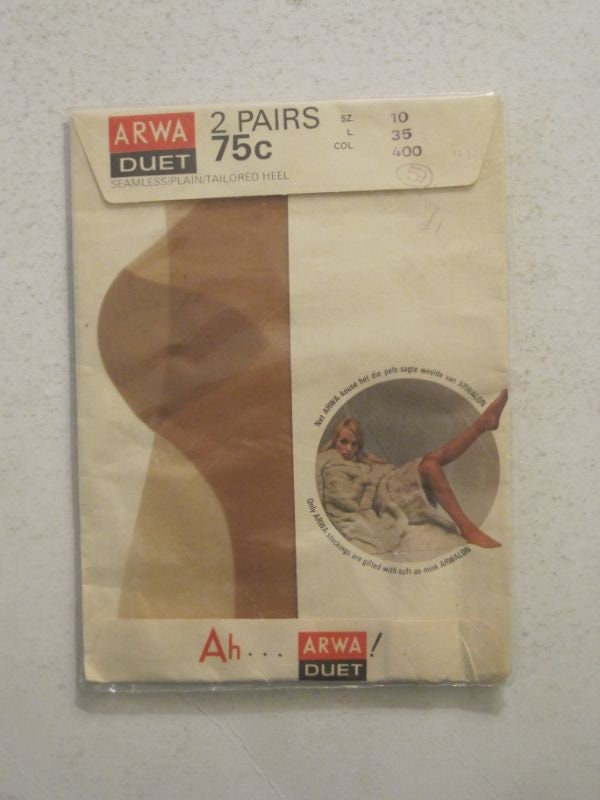 ARWA
DUET
2 PAIRS
75c
SZ. 10
L. 35
COL. 400
51
SEAMLESS/PLAIN/TAILORED HEEL
Net ARWA-kouse het die pels-sagte weelde van ARWALON
Only ARWA stockings are gifted with soft-as-mink ARWALON
Ah... ARWA DUET!